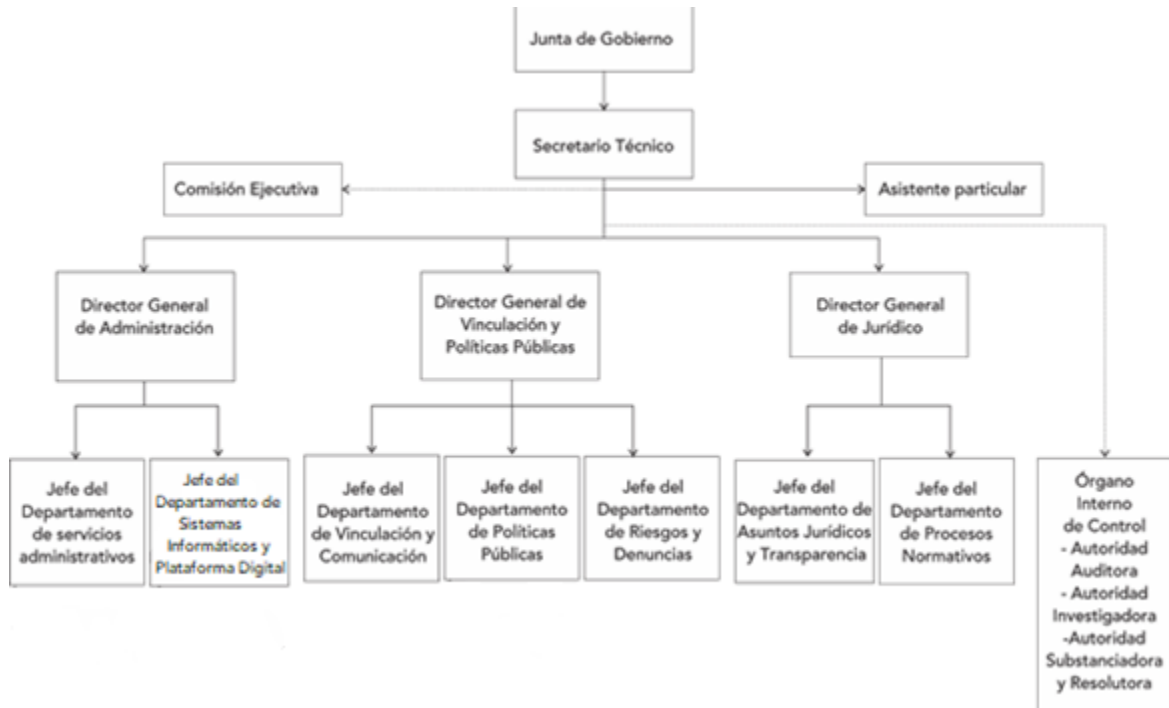 Junta de Gobierno
Secretario Técnico
Comisión Ejecutiva
Asistente particular
Director General
de Administración
Director General de
Vinculación y
Políticas Públicas
Director General
de Jurídico
Jefe del
Departamento
de servicios
administrativos
Jefe del
Departamento de
Sistemas
Informáticos y
Plataforma Digital
Jefe del
Departamento
de Vinculación y
Comunicación
Jefe del
Departamento
de Políticas
Públicas
Jefe del
Departamento
de Riesgos y
Denuncias
Jefe del
Departamento de
Asuntos Jurídicos
y Transparencia
Jefe del
Departamento
de Procesos
Normativos
Órgano
Interno
de Control
- Autoridad
Auditora
- Autoridad
Investigadora
-Autoridad
Substanciadora
y Resolutora